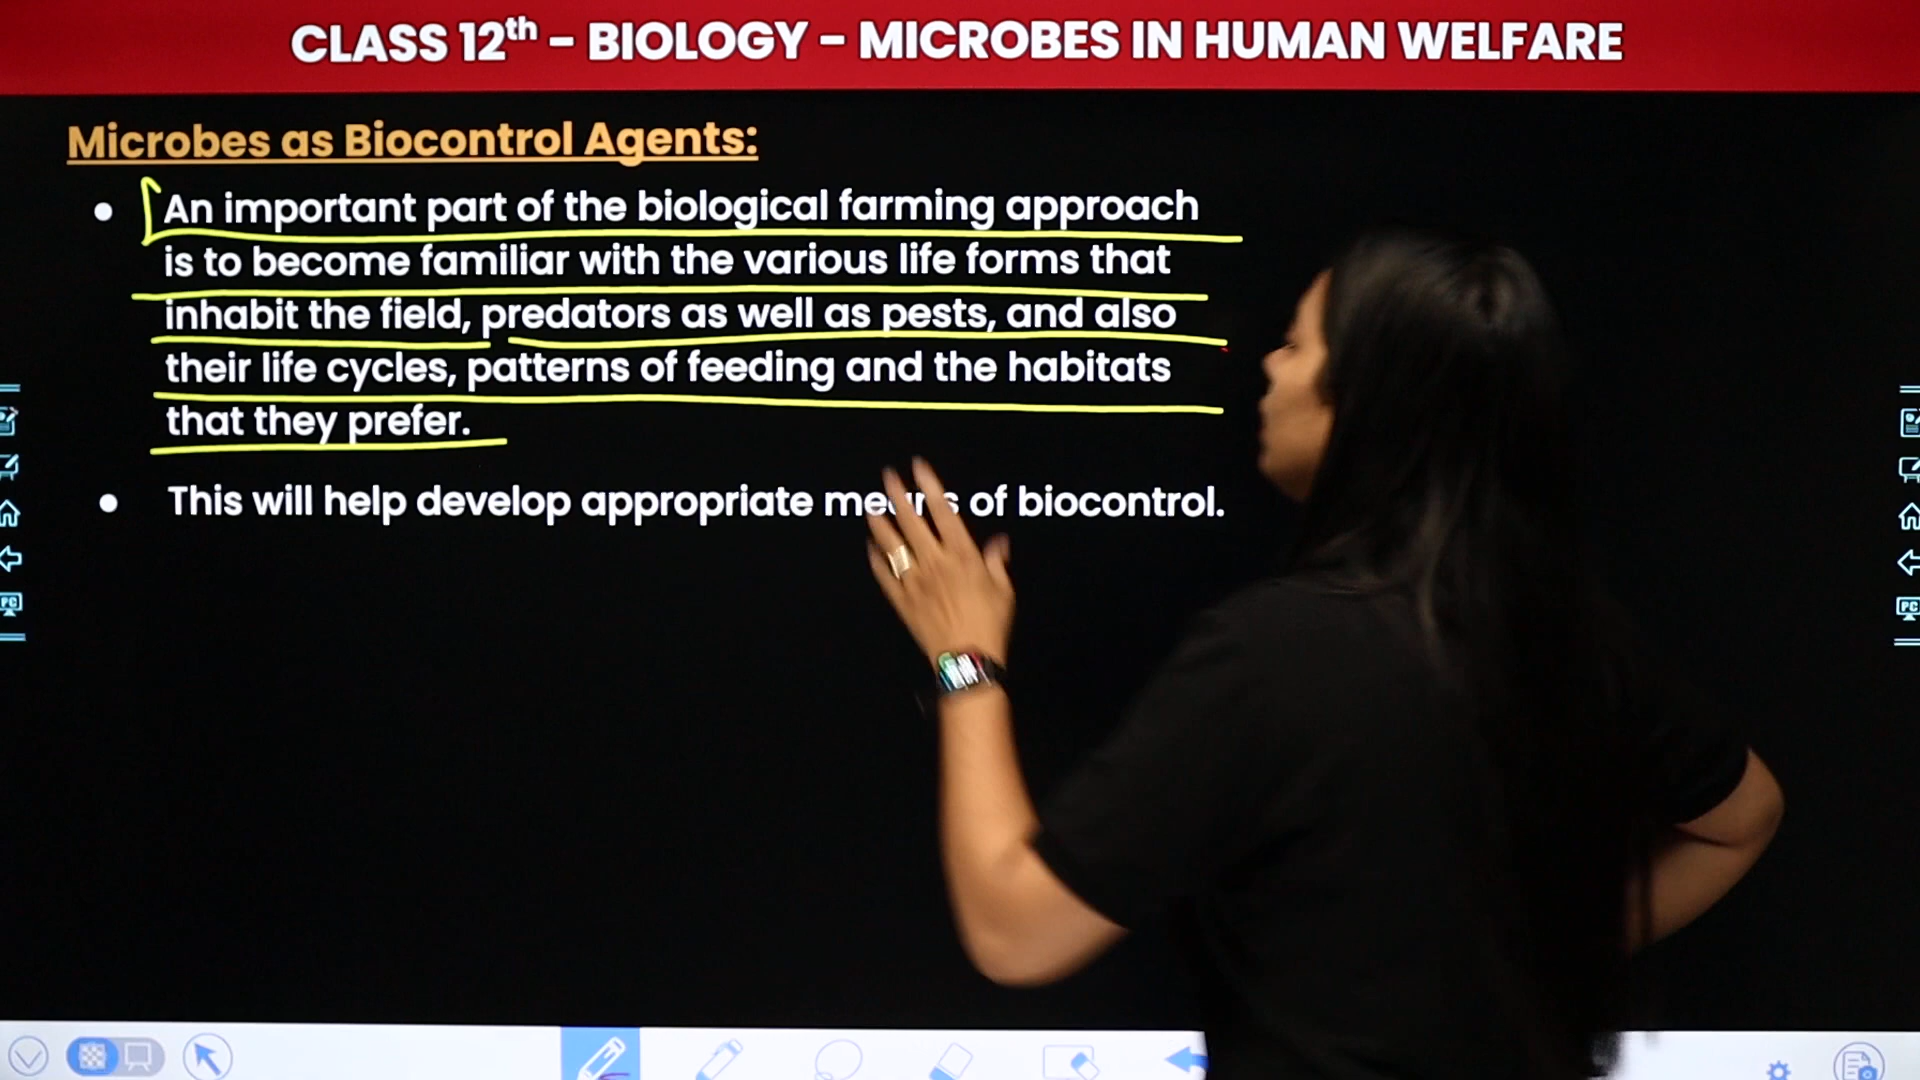 CLASS 12th - BIOLOGY - MICROBES IN HUMAN WELFARE
Microbes as Biocontrol Agents:
• An important part of the biological farming approach
is to become familiar with the various life forms that
inhabit the field, predators as well as pests, and also
their life cycles, patterns of feeding and the habitats
that they prefer.
• This will help develop appropriate means of biocontrol.
PC
PC